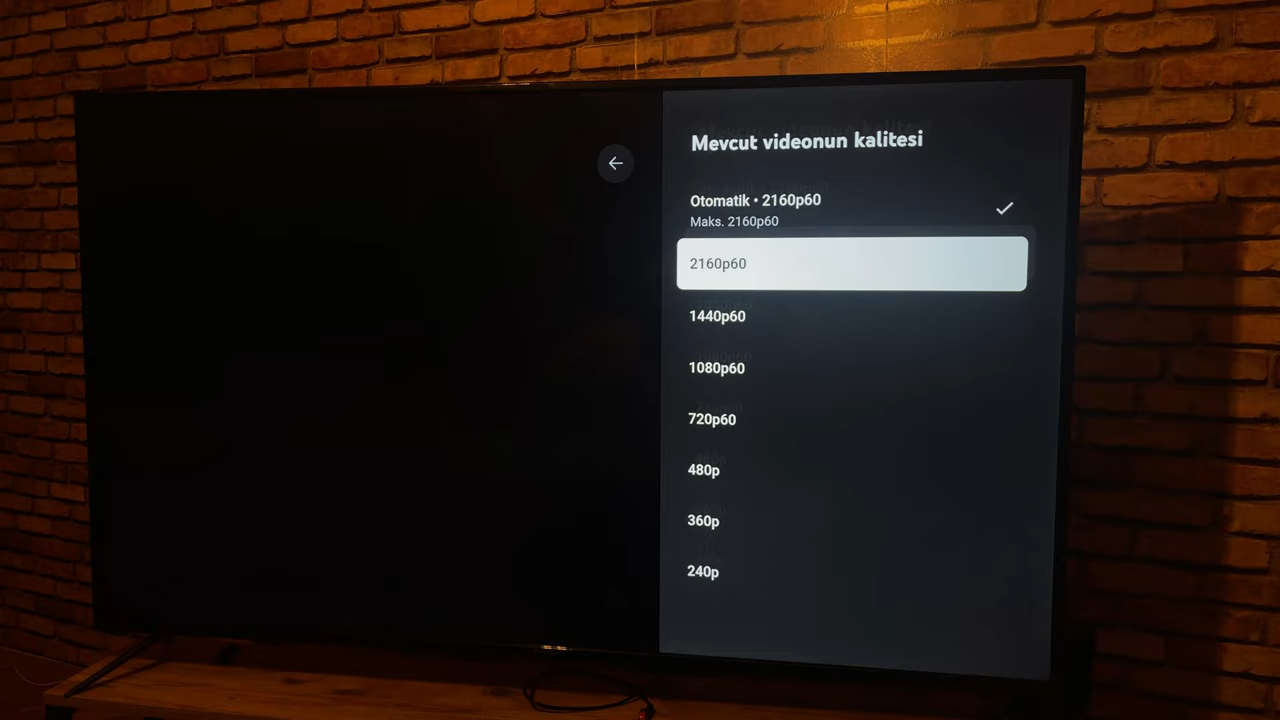 Mevcut videonun kalitesi
Otomatik • 2160p60
Maks. 2160p60
2160p60
1440p60
1080p60
720p60
480p
360p
240p